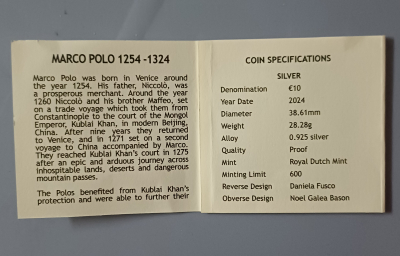 MARCO POLO 1254 -1324
Marco Polo was born in Venice around
the year 1254. His father, Niccolò, was
a prosperous merchant. Around the year
1260 Niccolò and his brother Maffeo, set
on a trade voyage which took them from
Constantinople to the court of the Mongol
Emperor, Kublai Khan, in modern Beijing,
China. After nine years they returned
to Venice, and in 1271 set on a second
voyage to China accompanied by Marco.
They reached Kublai Khan's court in 1275
after an epic and arduous journey across
inhospitable lands, deserts and dangerous
mountain passes.
The Polos benefited from Kublai Khan's
protection and were able to further their
COIN SPECIFICATIONS
SILVER
Denomination €10
Year Date 2024
Diameter 38.61mm
Weight 28.28g
Alloy 0.925 silver
Quality Proof
Mint Royal Dutch Mint
Minting Limit 600
Reverse Design Daniela Fusco
Obverse Design Noel Galea Bason